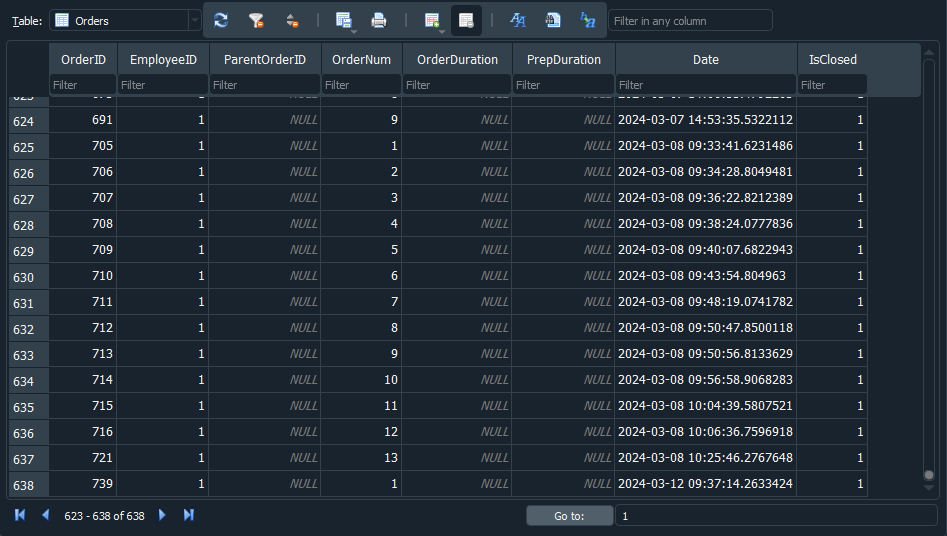 Table: Orders Filter in any column
OrderID EmployeeID ParentOrderID OrderNum OrderDuration PrepDuration Date IsClosed
Filter Filter Filter Filter Filter Filter Filter Filter
624 691 1 NULL 9 NULL NULL 2024-03-07 14:53:35.5322112 1
625 705 1 NULL 1 NULL NULL 2024-03-08 09:33:41.6231486 1
626 706 1 NULL 2 NULL NULL 2024-03-08 09:34:28.8049481 1
627 707 1 NULL 3 NULL NULL 2024-03-08 09:36:22.8212389 1
628 708 1 NULL 4 NULL NULL 2024-03-08 09:38:24.0777836 1
629 709 1 NULL 5 NULL NULL 2024-03-08 09:40:07.6822943 1
630 710 1 NULL 6 NULL NULL 2024-03-08 09:43:54.804963 1
631 711 1 NULL 7 NULL NULL 2024-03-08 09:48:19.0741782 1
632 712 1 NULL 8 NULL NULL 2024-03-08 09:50:47.8500118 1
633 713 1 NULL 9 NULL NULL 2024-03-08 09:50:56.8133629 1
634 714 1 NULL 10 NULL NULL 2024-03-08 09:56:58.9068283 1
635 715 1 NULL 11 NULL NULL 2024-03-08 10:04:39.5807521 1
636 716 1 NULL 12 NULL NULL 2024-03-08 10:06:36.7596918 1
637 721 1 NULL 13 NULL NULL 2024-03-08 10:25:46.2767648 1
638 739 1 NULL 1 NULL NULL 2024-03-12 09:37:14.2633424 1
623 - 638 of 638 Go to: 1